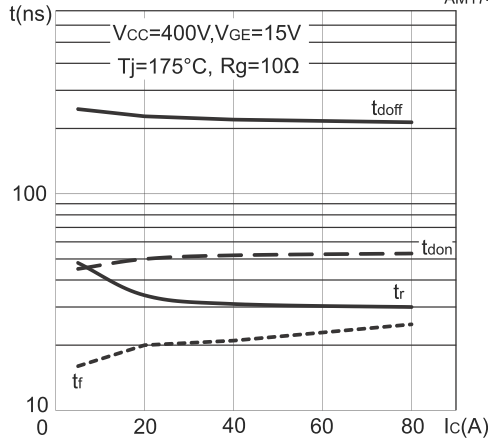 t(ns)
VCC=400V,VGE=15V
Tj=175°C, Rg=10Ω
tdoff
100
tdon
tr
tf
10
0 20 40 60 80 IC(A)